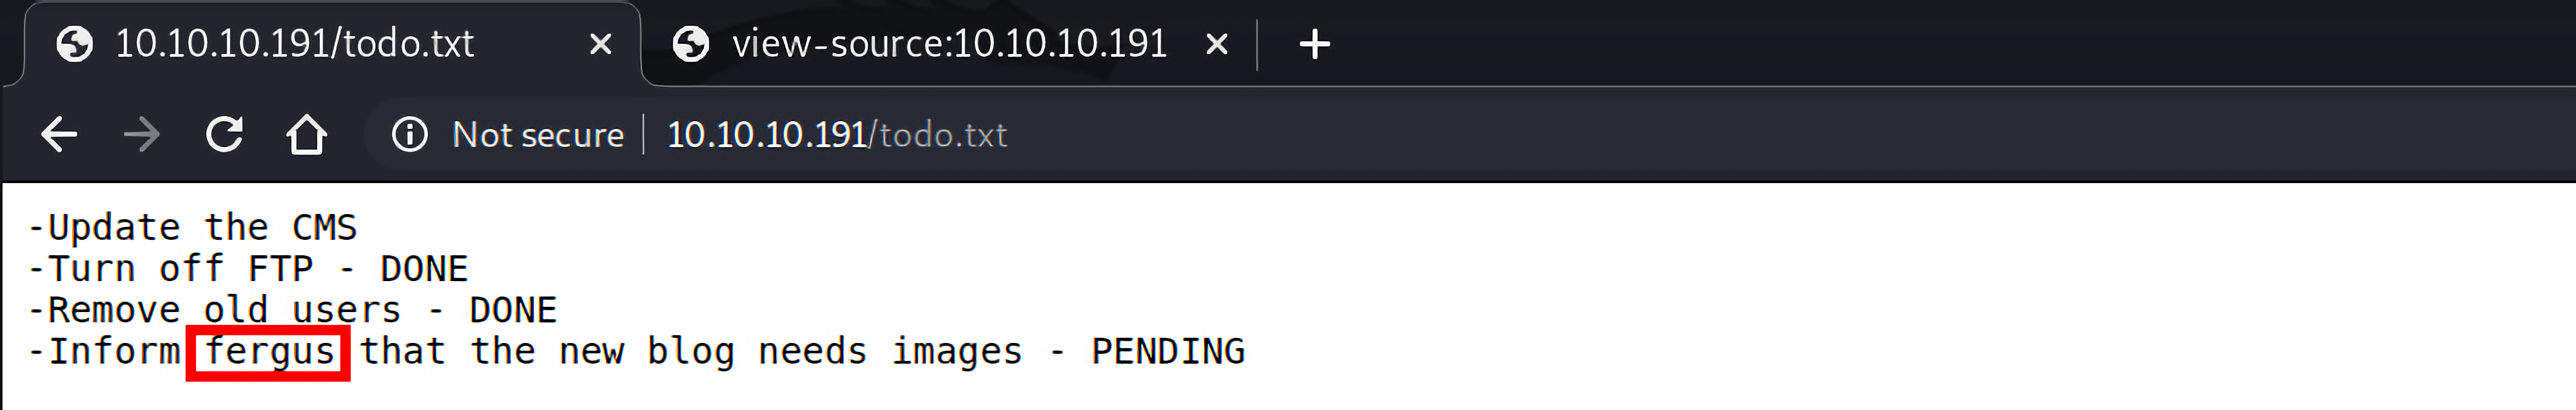 10.10.10.191/todo.txt
view-source:10.10.10.191
Not secure
10.10.10.191/todo.txt
-Update the CMS
-Turn off FTP - DONE
-Remove old users - DONE
-Inform fergus that the new blog needs images - PENDING